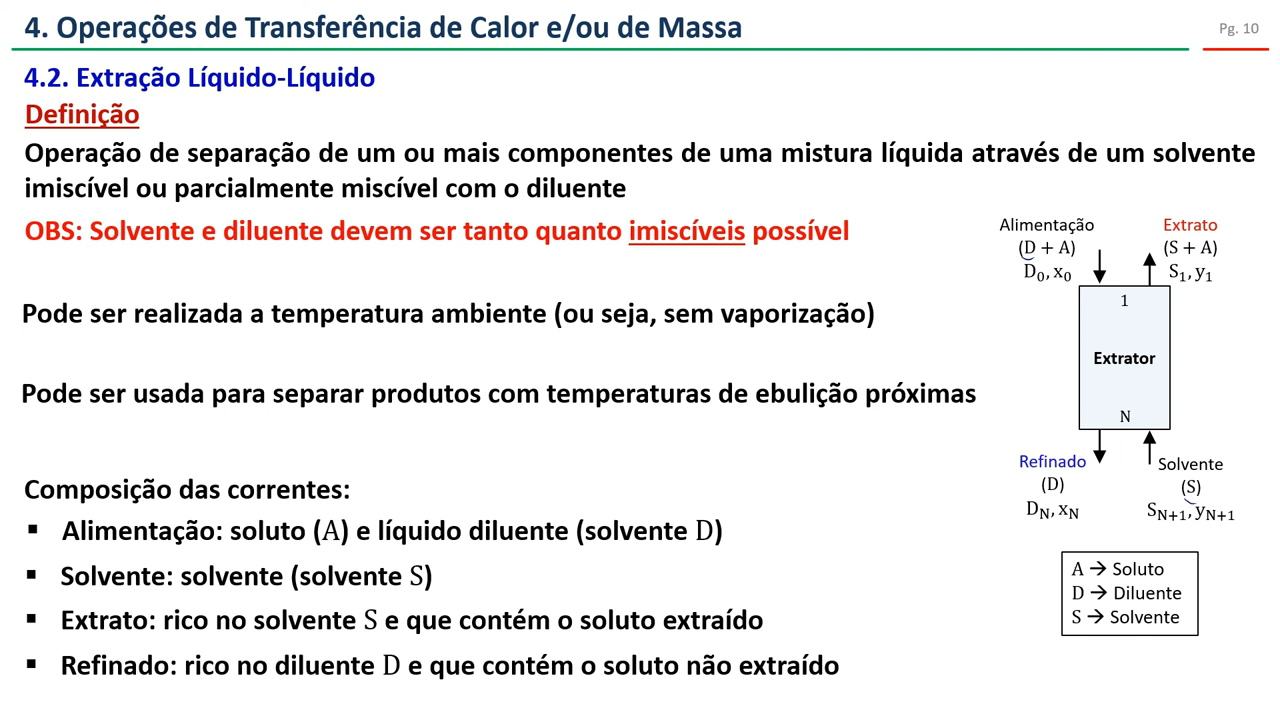 4. Operações de Transferência de Calor e/ou de Massa
Pg. 10
4.2. Extração Líquido-Líquido
Definição
Operação de separação de um ou mais componentes de uma mistura líquida através de um solvente
imiscível ou parcialmente miscível com o diluente
OBS: Solvente e diluente devem ser tanto quanto imiscíveis possível
Pode ser realizada a temperatura ambiente (ou seja, sem vaporização)
Pode ser usada para separar produtos com temperaturas de ebulição próximas
Composição das correntes:
▪ Alimentação: soluto (A) e líquido diluente (solvente D)
▪ Solvente: solvente (solvente S)
▪ Extrato: rico no solvente S e que contém o soluto extraído
▪ Refinado: rico no diluente D e que contém o soluto não extraído
Alimentação
(D + A)
D₀, x₀
Extrato
(S + A)
S₁, y₁
1
Extrator
N
Refinado
(D)
D_N, x_N
Solvente
(S)
S_N+1, y_N+1
A → Soluto
D → Diluente
S → Solvente